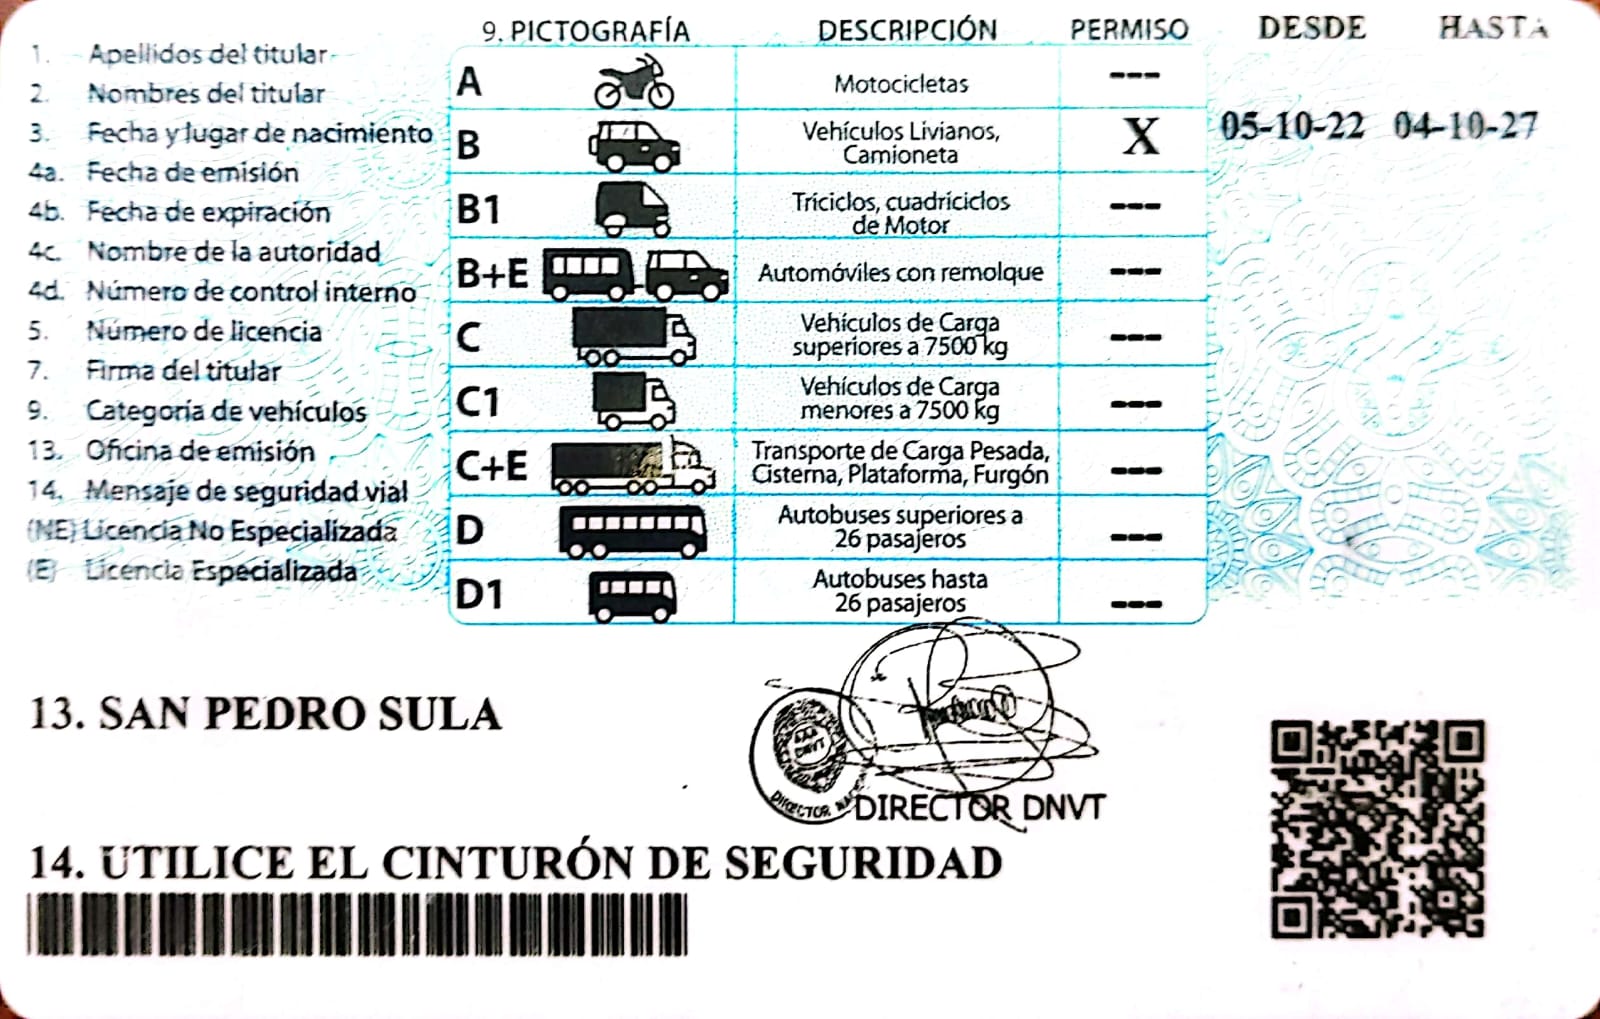 1. Apellidos del titular
2. Nombres del titular
3. Fecha y lugar de nacimiento
4a. Fecha de emisión
4b. Fecha de expiración
4c. Nombre de la autoridad
4d. Número de control interno
5. Número de licencia
7. Firma del titular
9. Categoría de vehículos
13. Oficina de emisión
14. Mensaje de seguridad vial
(NE) Licencia No Especializada
(E) Licencia Especializada
9. PICTOGRAFÍA DESCRIPCIÓN PERMISO DESDE HASTA
A Motocicletas ---
B Vehículos Livianos,
Camioneta X 05-10-22 04-10-27
B1 Triciclos, cuadriciclos
de Motor ---
B+E Automóviles con remolque ---
C Vehículos de Carga
superiores a 7500 kg ---
C1 Vehículos de Carga
menores a 7500 kg ---
C+E Transporte de Carga Pesada,
Cisterna, Plataforma, Furgón ---
D Autobuses superiores a
26 pasajeros ---
D1 Autobuses hasta
26 pasajeros ---
13. SAN PEDRO SULA
DNVT
DIRECTOR
DIRECTOR DNVT
14. UTILICE EL CINTURÓN DE SEGURIDAD